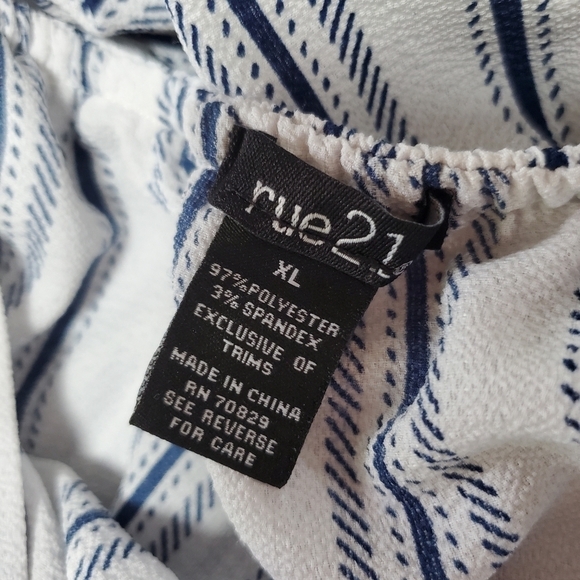 rue21
XL
97%POLYESTER
3% SPANDEX
EXCLUSIVE OF
TRIMS
MADE IN CHINA
RN 70829
SEE REVERSE
FOR CARE